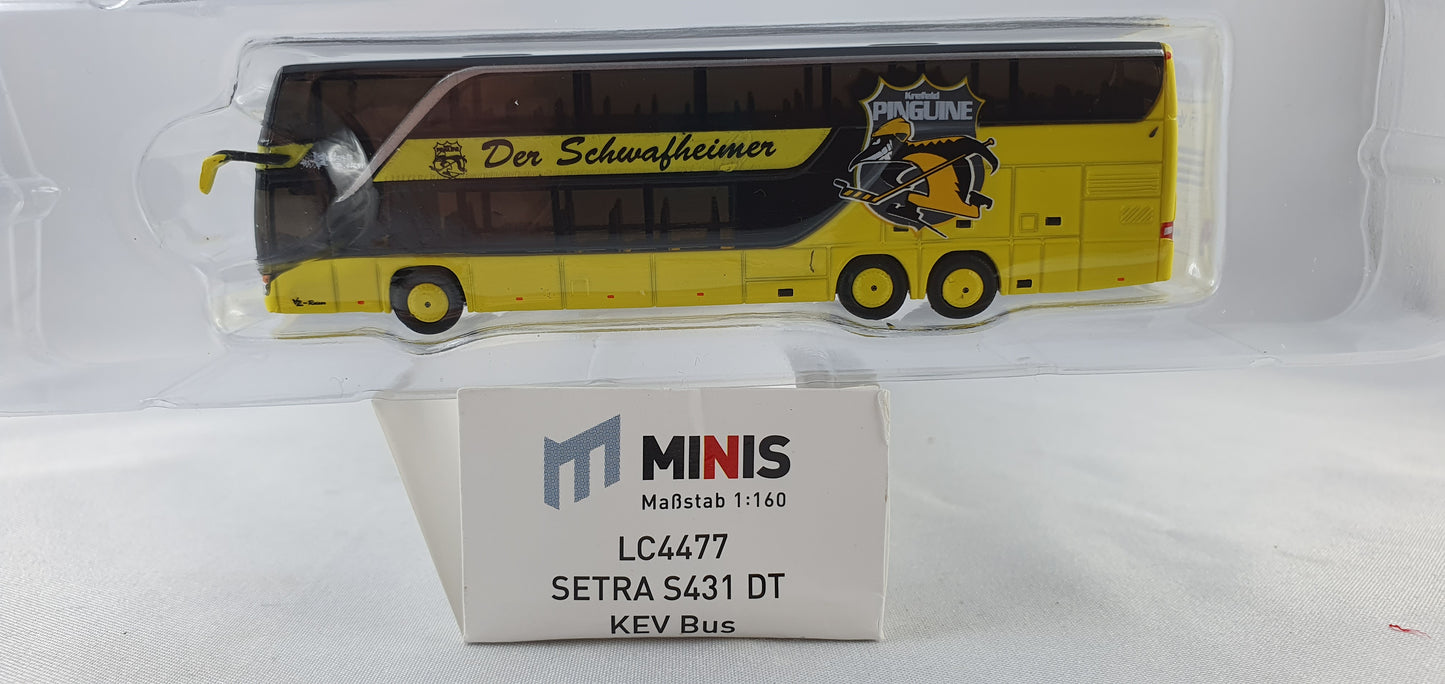 Krefeld
PINGUINE
Der Schwafheimer
MINIS
Maßstab 1:160
LC4477
SETRA S431 DT
KEV Bus